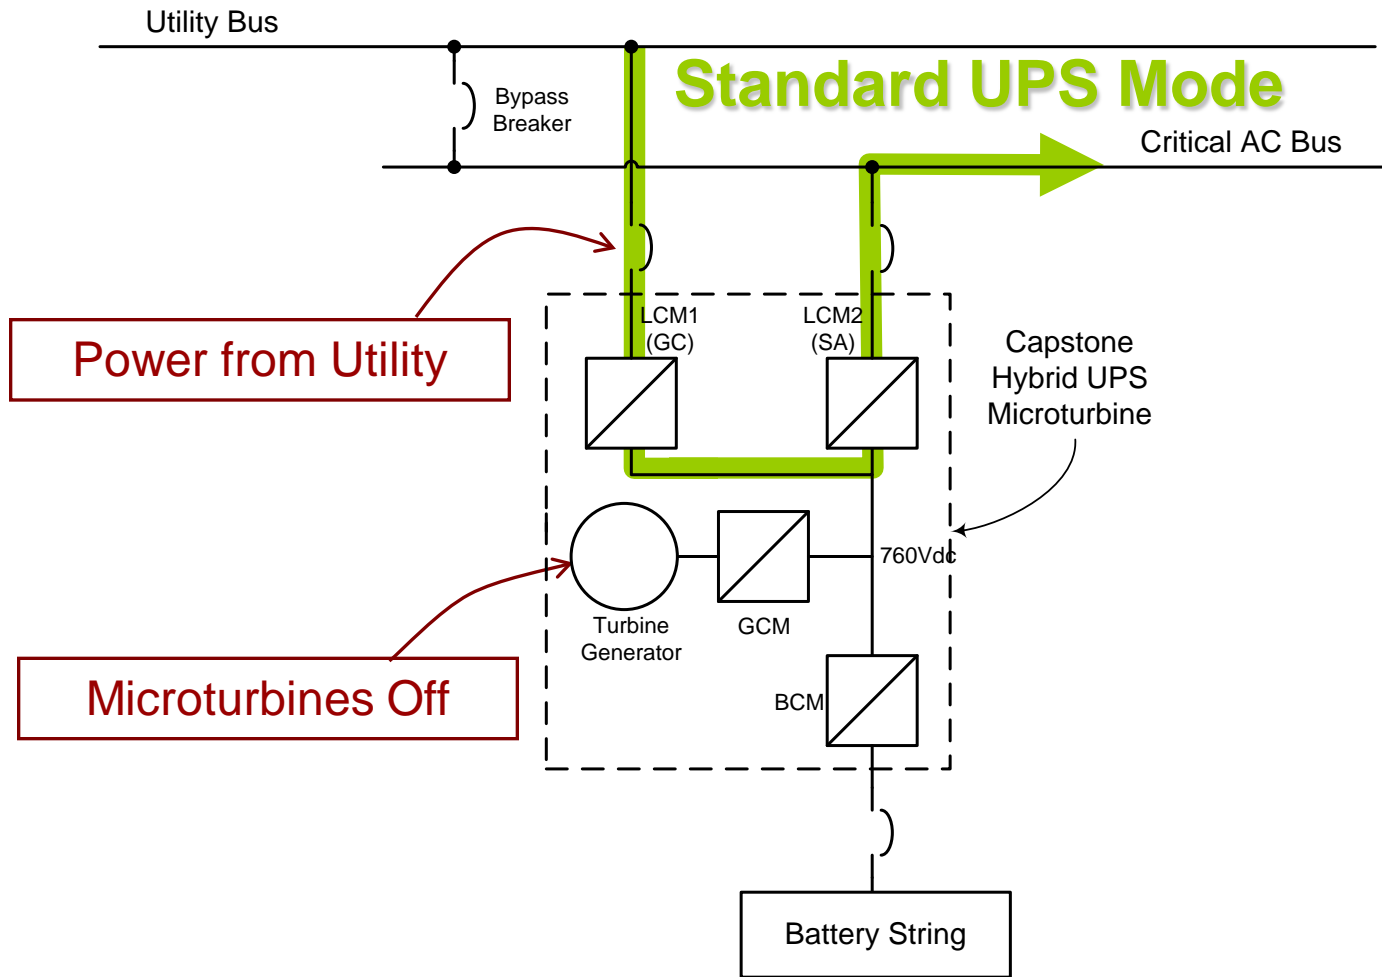 Utility Bus
Standard UPS Mode
Bypass
Breaker
Critical AC Bus
LCM1
(GC)
LCM2
(SA)
Power from Utility
Capstone
Hybrid UPS
Microturbine
760Vdc
Turbine
Generator
GCM
Microturbines Off
BCM
Battery String